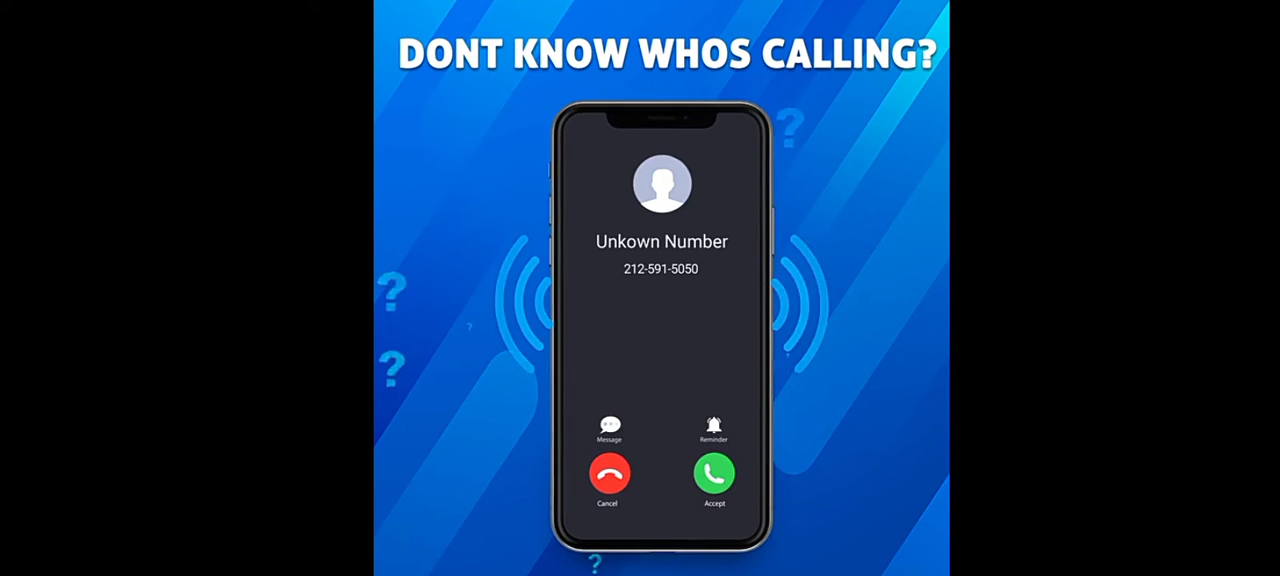 DONT KNOW WHOS CALLING?
?
Unkown Number
212-591-5050
?
?
?
Message
Reminder
Cancel
Accept
?